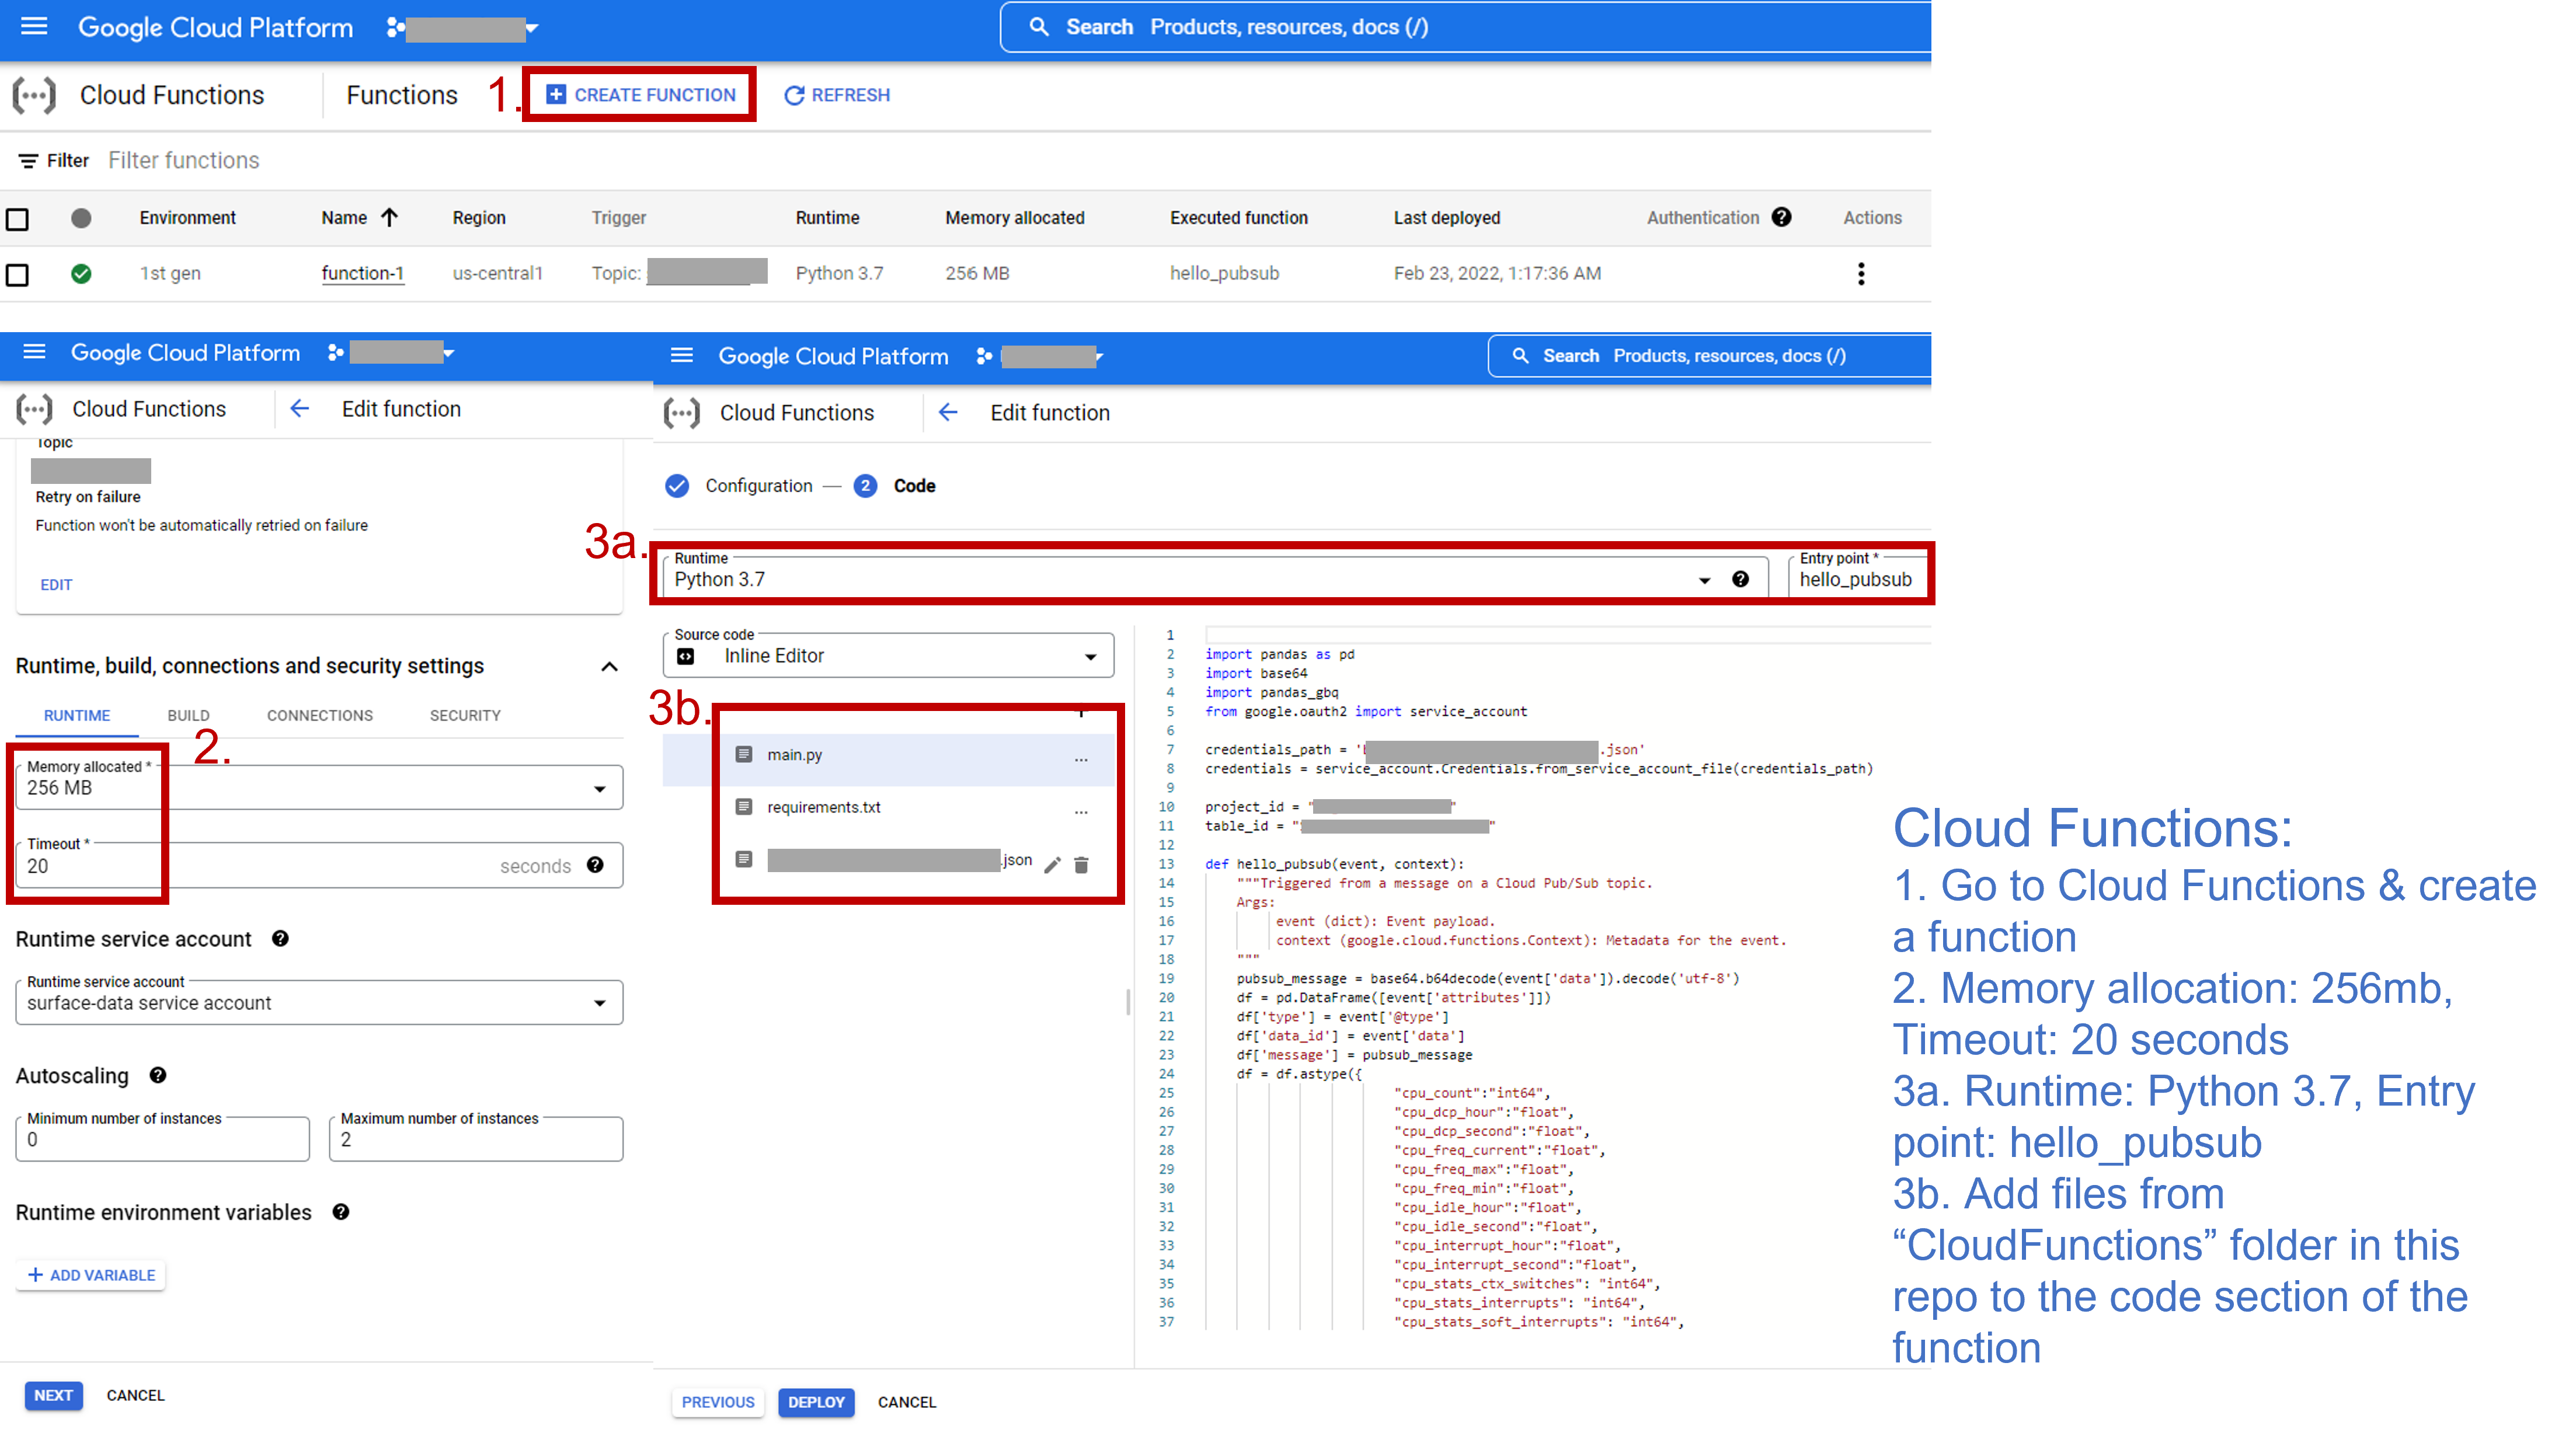 Google Cloud Platform
Search Products, resources, docs (/)
Cloud Functions
Functions
1.
CREATE FUNCTION
REFRESH
Filter Filter functions
Environment Name Region Trigger Runtime Memory allocated Executed function Last deployed Authentication Actions
1st gen function-1 us-central1 Topic: Python 3.7 256 MB hello_pubsub Feb 23, 2022, 1:17:36 AM
Google Cloud Platform
Cloud Functions
Edit function
Topic
Retry on failure
Function won't be automatically retried on failure
EDIT
Runtime, build, connections and security settings
RUNTIME BUILD CONNECTIONS SECURITY
2.
Memory allocated *
256 MB
Timeout *
20 seconds
Runtime service account
Runtime service account
surface-data service account
Autoscaling
Minimum number of instances
0
Maximum number of instances
2
Runtime environment variables
ADD VARIABLE
NEXT CANCEL
Google Cloud Platform
Search Products, resources, docs (/)
Cloud Functions
Edit function
Configuration — 2 Code
3a.
Runtime
Python 3.7
Entry point *
hello_pubsub
Source code
Inline Editor
3b.
main.py ...
requirements.txt ...
.json
1
2 import pandas as pd
3 import base64
4 import pandas_gbq
5 from google.oauth2 import service_account
6
7 credentials_path = ' .json'
8 credentials = service_account.Credentials.from_service_account_file(credentials_path)
9
10 project_id = " "
11 table_id = " "
12
13 def hello_pubsub(event, context):
14 """Triggered from a message on a Cloud Pub/Sub topic.
15 Args:
16 event (dict): Event payload.
17 context (google.cloud.functions.Context): Metadata for the event.
18 """
19 pubsub_message = base64.b64decode(event['data']).decode('utf-8')
20 df = pd.DataFrame([event['attributes']])
21 df['type'] = event['@type']
22 df['data_id'] = event['data']
23 df['message'] = pubsub_message
24 df = df.astype({
25 "cpu_count":"int64",
26 "cpu_dcp_hour":"float",
27 "cpu_dcp_second":"float",
28 "cpu_freq_current":"float",
29 "cpu_freq_max":"float",
30 "cpu_freq_min":"float",
31 "cpu_idle_hour":"float",
32 "cpu_idle_second":"float",
33 "cpu_interrupt_hour":"float",
34 "cpu_interrupt_second":"float",
35 "cpu_stats_ctx_switches": "int64",
36 "cpu_stats_interrupts": "int64",
37 "cpu_stats_soft_interrupts": "int64",
PREVIOUS DEPLOY CANCEL
Cloud Functions:
1. Go to Cloud Functions & create
a function
2. Memory allocation: 256mb,
Timeout: 20 seconds
3a. Runtime: Python 3.7, Entry
point: hello_pubsub
3b. Add files from
“CloudFunctions” folder in this
repo to the code section of the
function